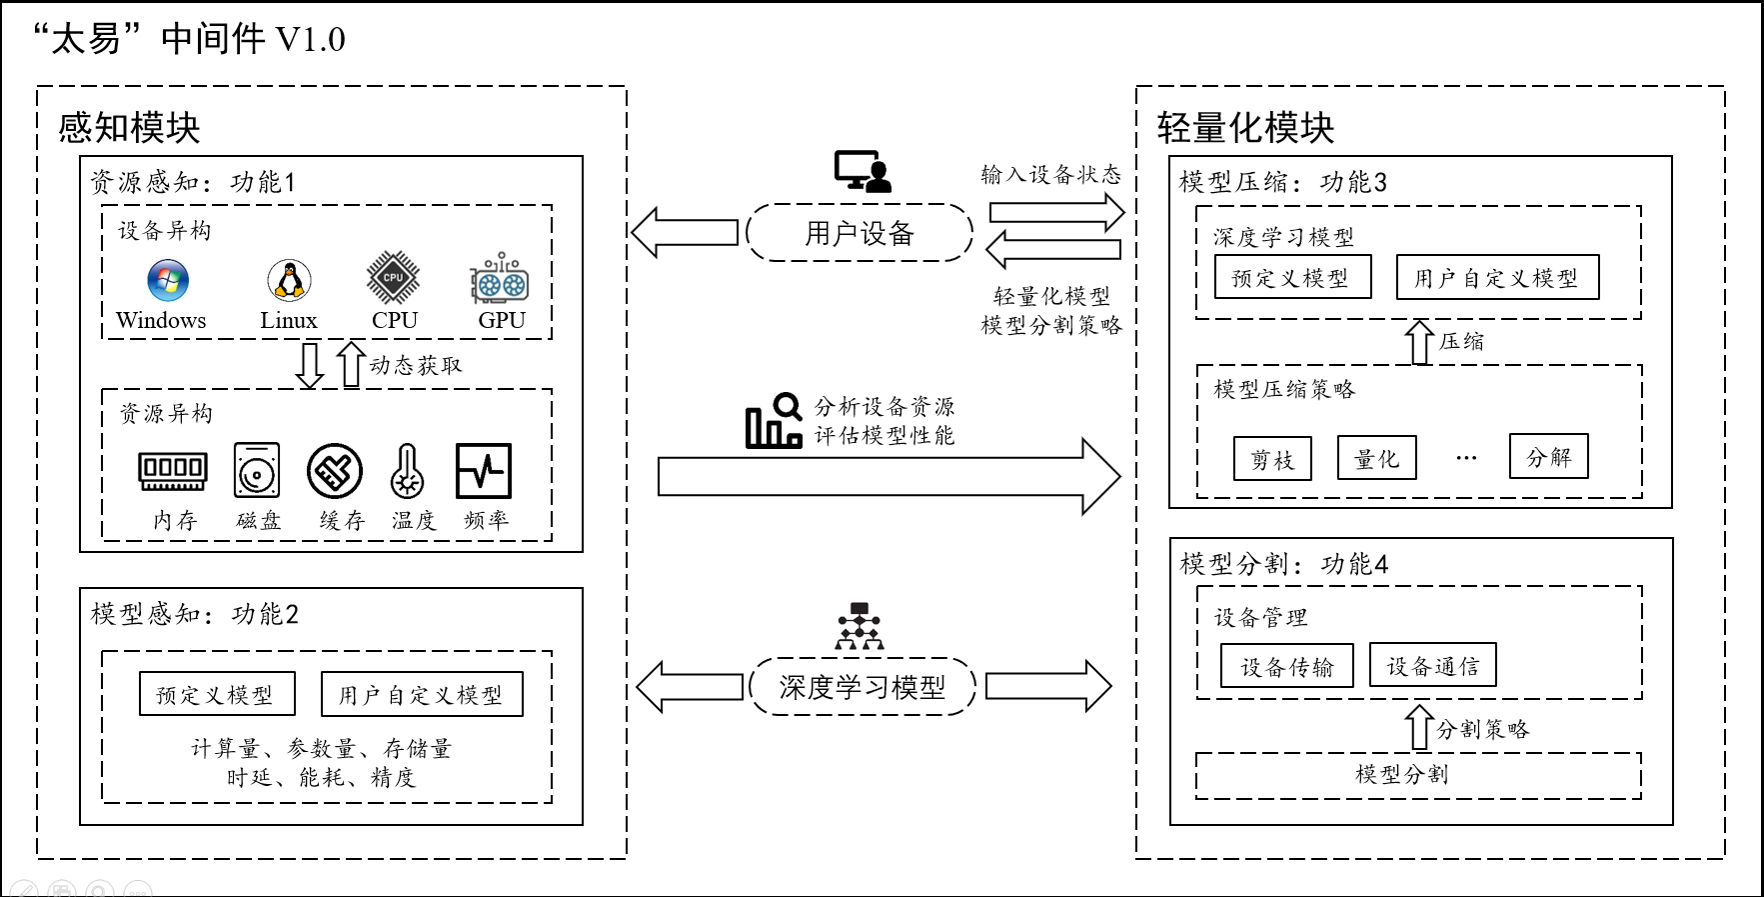 “太易”中间件 V1.0
感知模块
资源感知：功能1
设备异构
Windows
Linux
CPU
CPU
GPU
动态获取
资源异构
内存
磁盘
缓存
温度
频率
模型感知：功能2
预定义模型
用户自定义模型
计算量、参数量、存储量
时延、能耗、精度
用户设备
输入设备状态
轻量化模型
模型分割策略
分析设备资源
评估模型性能
深度学习模型
轻量化模块
模型压缩：功能3
深度学习模型
预定义模型
用户自定义模型
压缩
模型压缩策略
剪枝
量化
…
分解
模型分割：功能4
设备管理
设备传输
设备通信
分割策略
模型分割